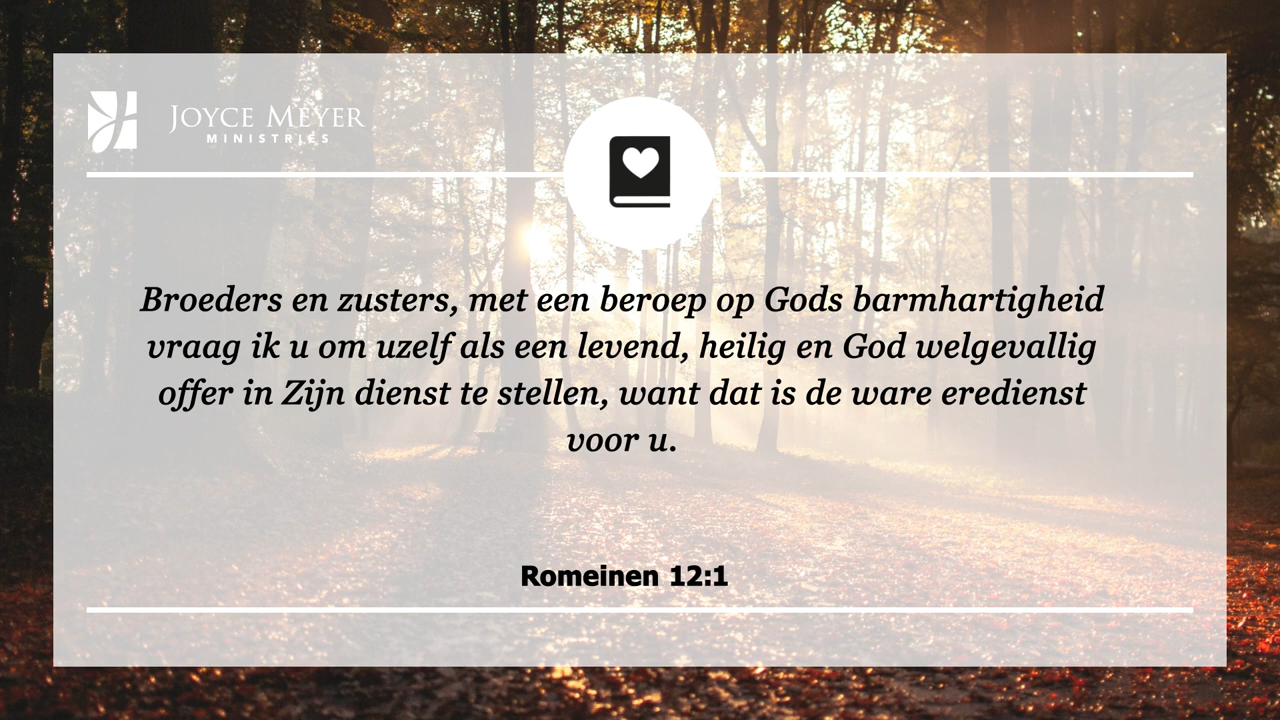 JOYCE MEYER
MINISTRIES
Broeders en zusters, met een beroep op Gods barmhartigheid
vraag ik u om uzelf als een levend, heilig en God welgevallig
offer in Zijn dienst te stellen, want dat is de ware eredienst
voor u.
Romeinen 12:1